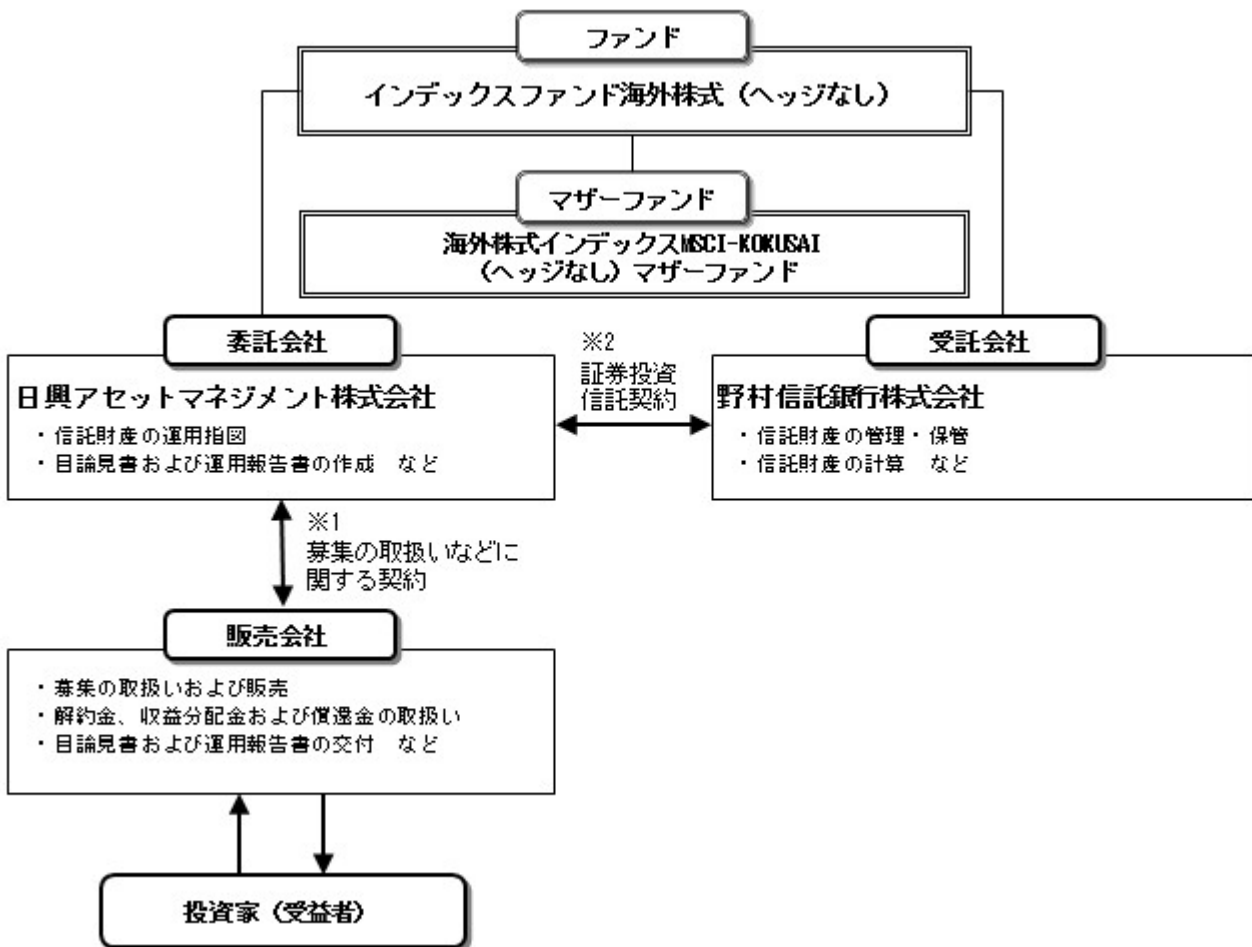 ファンド
インデックスファンド海外株式（ヘッジなし）
マザーファンド
海外株式インデックスMSCI-KOKUSAI
（ヘッジなし）マザーファンド
委託会社
日興アセットマネジメント株式会社
・信託財産の運用指図
・目論見書および運用報告書の作成　など
※2
証券投資
信託契約
受託会社
野村信託銀行株式会社
・信託財産の管理・保管
・信託財産の計算　など
※1
募集の取扱いなどに
関する契約
販売会社
・募集の取扱いおよび販売
・解約金、収益分配金および償還金の取扱い
・目論見書および運用報告書の交付　など
投資家（受益者）